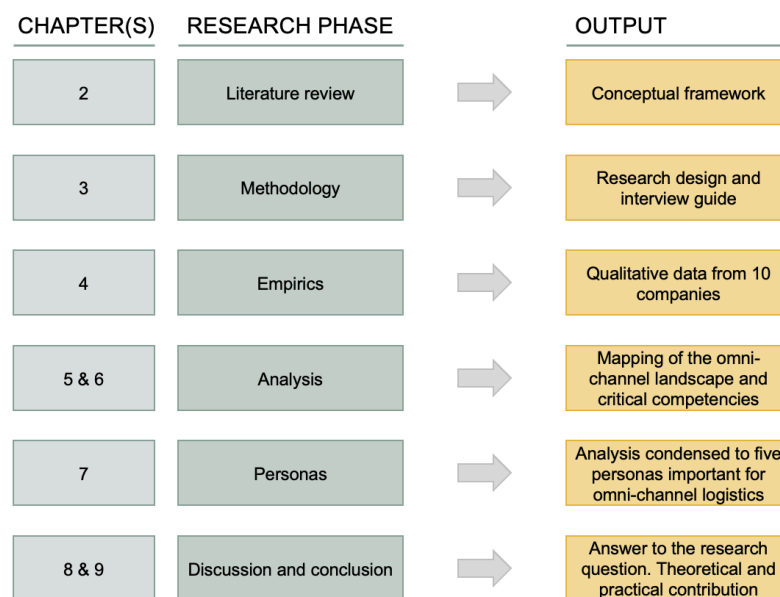 CHAPTER(S) RESEARCH PHASE OUTPUT
2 Literature review Conceptual framework
3 Methodology Research design and
interview guide
4 Empirics Qualitative data from 10
companies
5 & 6 Analysis Mapping of the omni-
channel landscape and
critical competencies
7 Personas Analysis condensed to five
personas important for
omni-channel logistics
8 & 9 Discussion and conclusion Answer to the research
question. Theoretical and
practical contribution